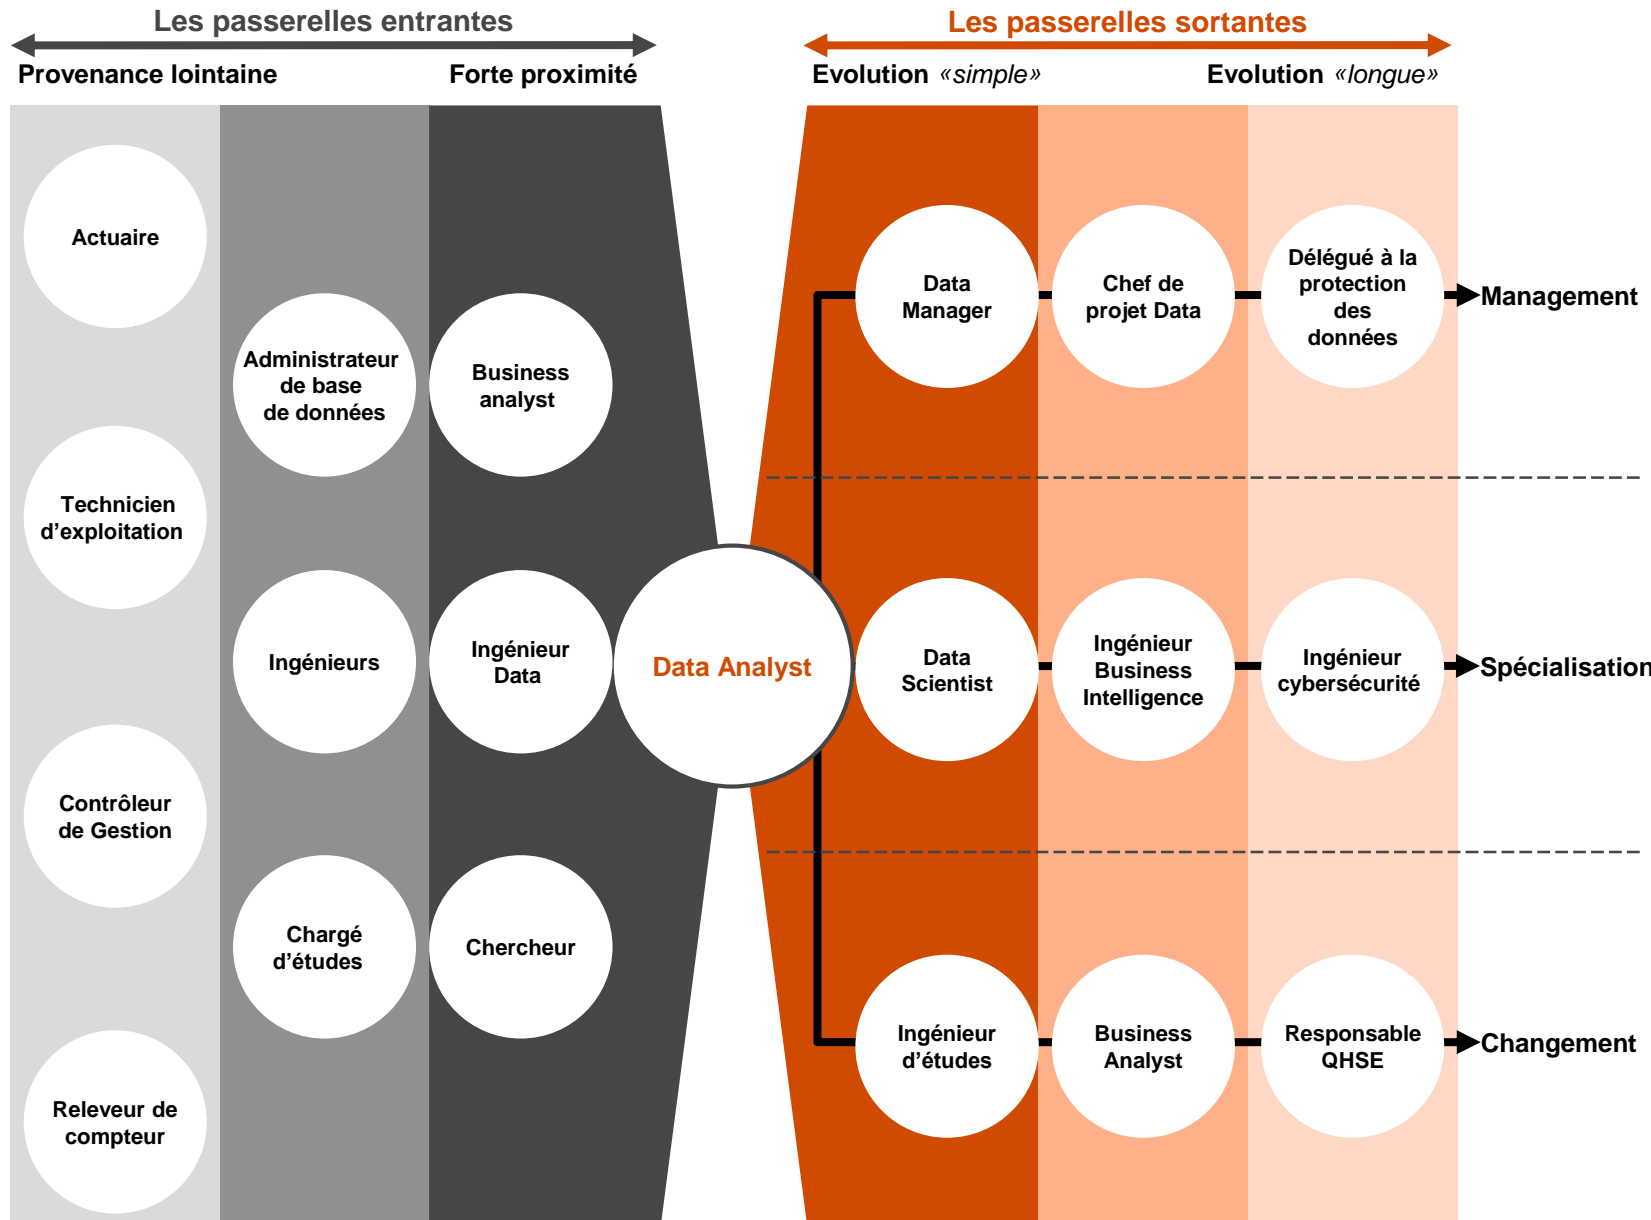 Les passerelles entrantes
Provenance lointaine
Forte proximité
Actuaire
Technicien
d’exploitation
Contrôleur
de Gestion
Releveur de
compteur
Administrateur
de base
de données
Ingénieurs
Chargé
d’études
Business
analyst
Ingénieur
Data
Chercheur
Data Analyst
Les passerelles sortantes
Evolution «simple»
Evolution «longue»
Data
Manager
Chef de
projet Data
Délégué à la
protection
des
données
Management
Data
Scientist
Ingénieur
Business
Intelligence
Ingénieur
cybersécurité
Spécialisation
Ingénieur
d’études
Business
Analyst
Responsable
QHSE
Changement